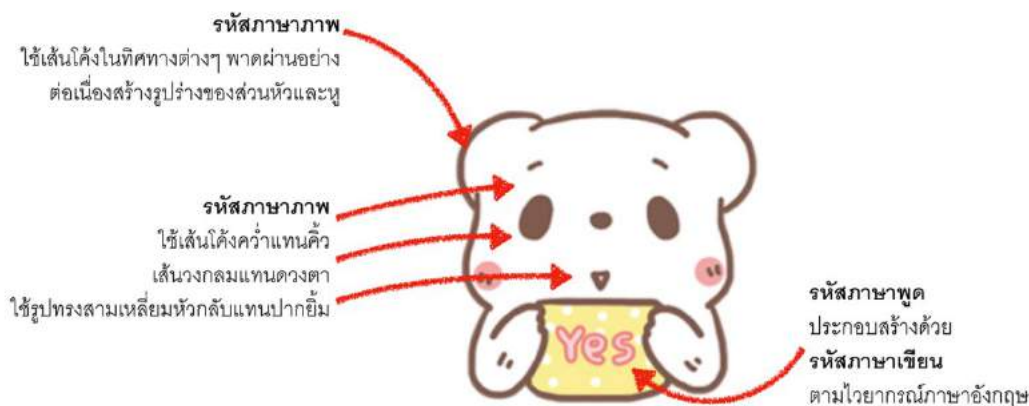 รหัสภาษาภาพ
ใช้เส้นโค้งในทิศทางต่างๆ พาดผ่านอย่าง
ต่อเนื่องสร้างรูปร่างของส่วนหัวและหู
รหัสภาษาภาพ
ใช้เส้นโค้งคว่ำแทนคิ้ว
เส้นวงกลมแทนดวงตา
ใช้รูปทรงสามเหลี่ยมหัวกลับแทนปากยิ้ม
Yes
รหัสภาษาพูด
ประกอบสร้างด้วย
รหัสภาษาเขียน
ตามไวยากรณ์ภาษาอังกฤษ